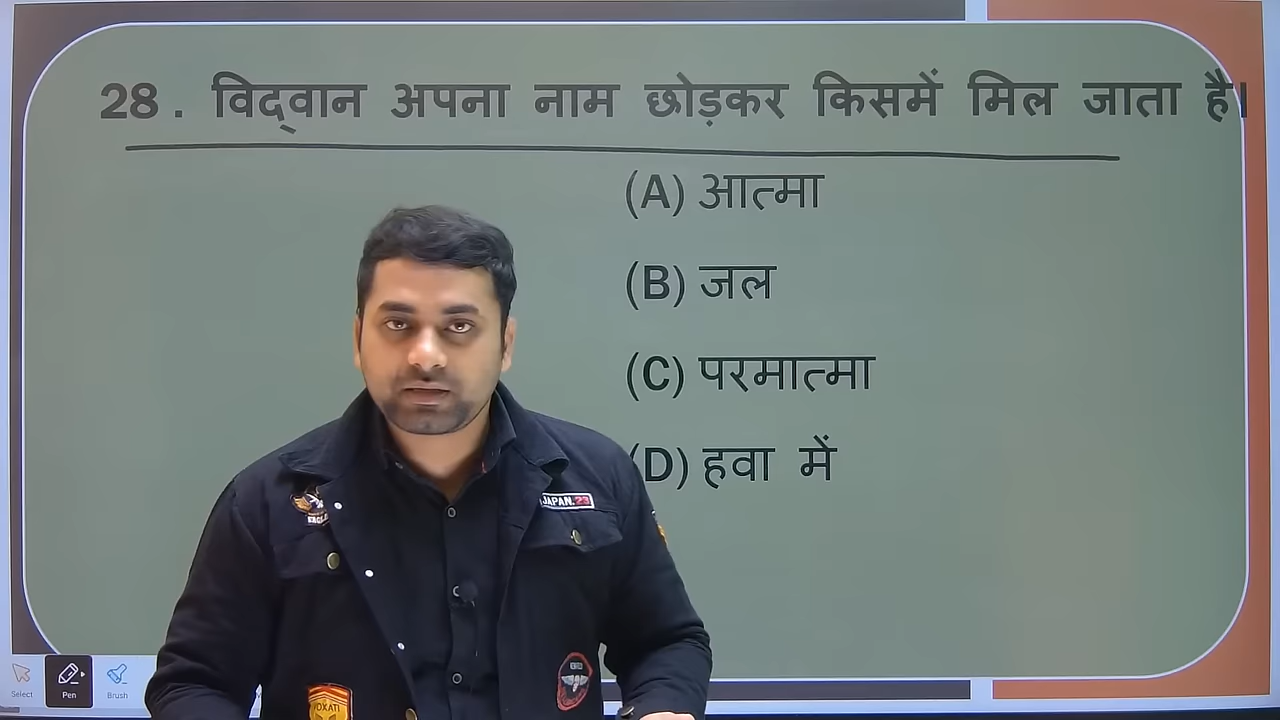 28 . विद्वान अपना नाम छोड़कर किसमें मिल जाता है।
(A) आत्मा
(B) जल
(C) परमात्मा
(D) हवा में
JAPAN.23
Select
Pen
Brush